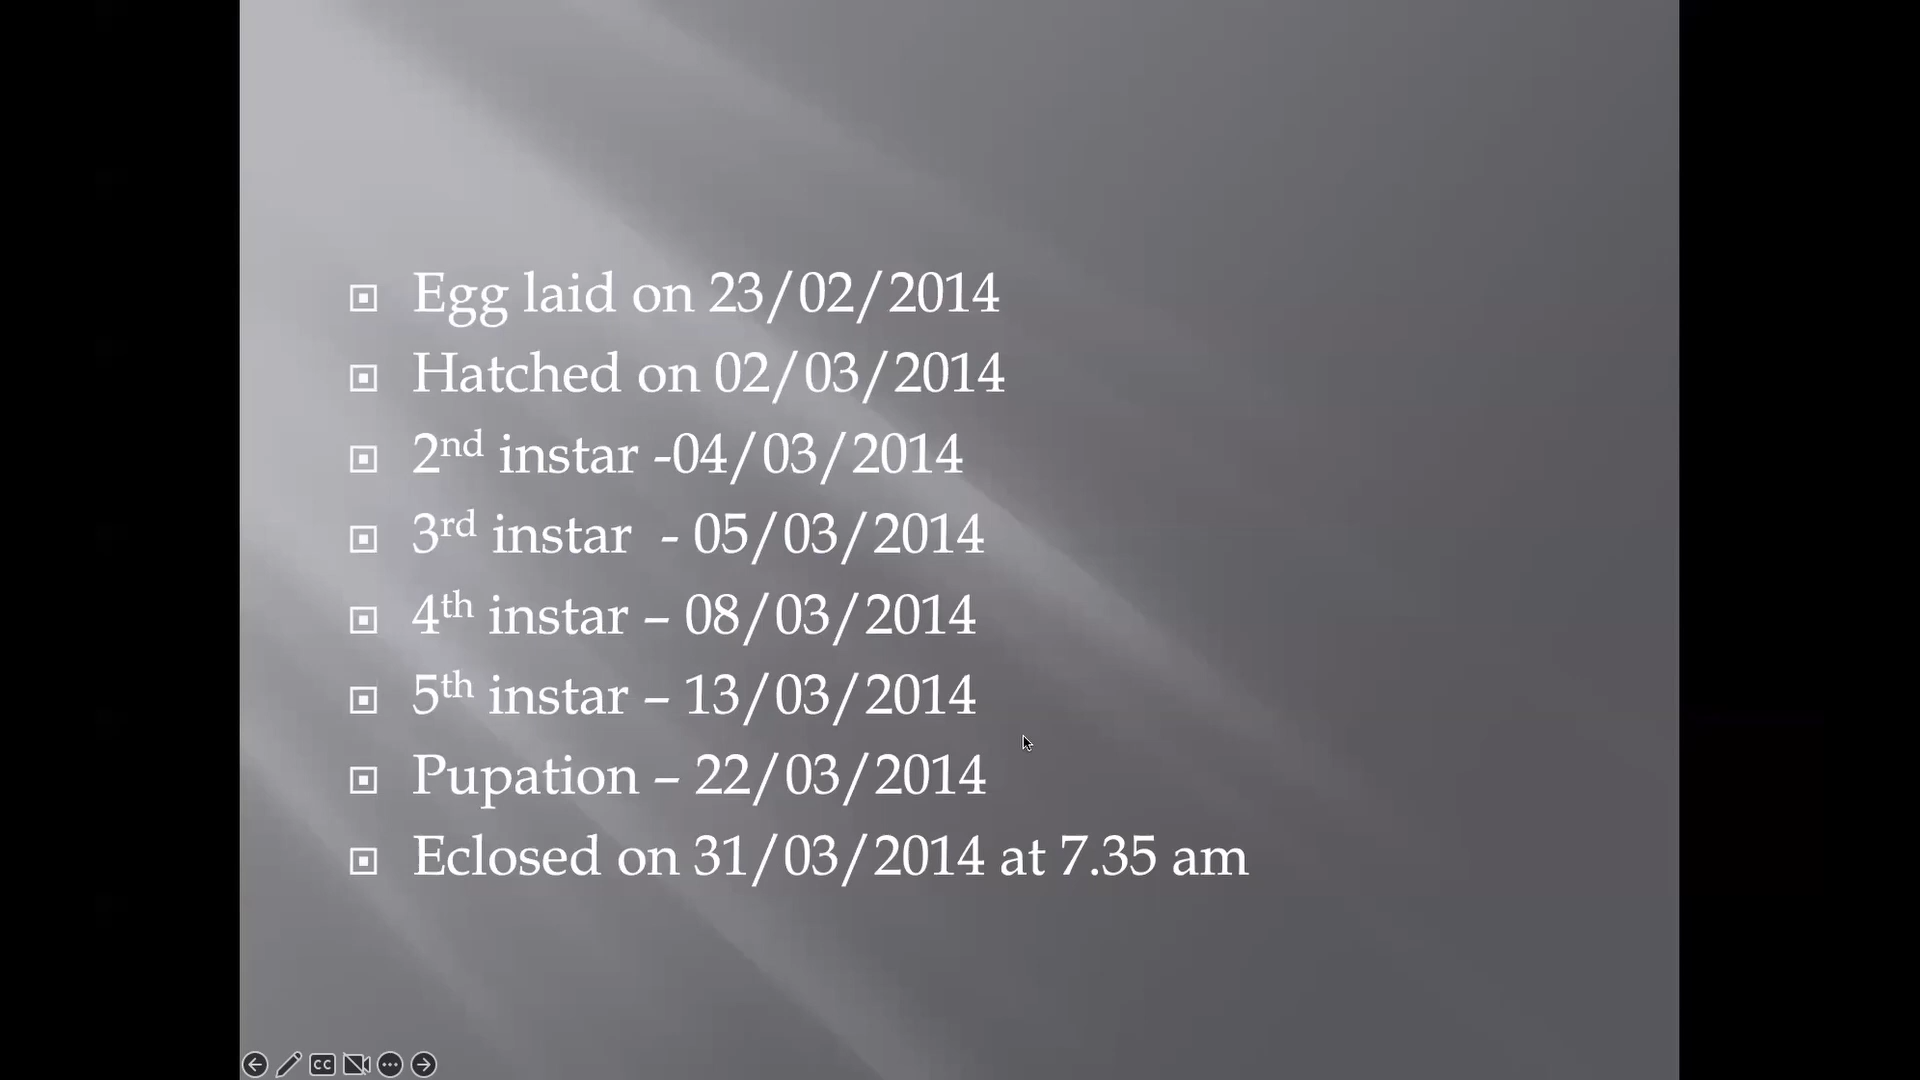 Egg laid on 23/02/2014
Hatched on 02/03/2014
2nd instar -04/03/2014
3rd instar  - 05/03/2014
4th instar – 08/03/2014
5th instar – 13/03/2014
Pupation – 22/03/2014
Eclosed on 31/03/2014 at 7.35 am
CC